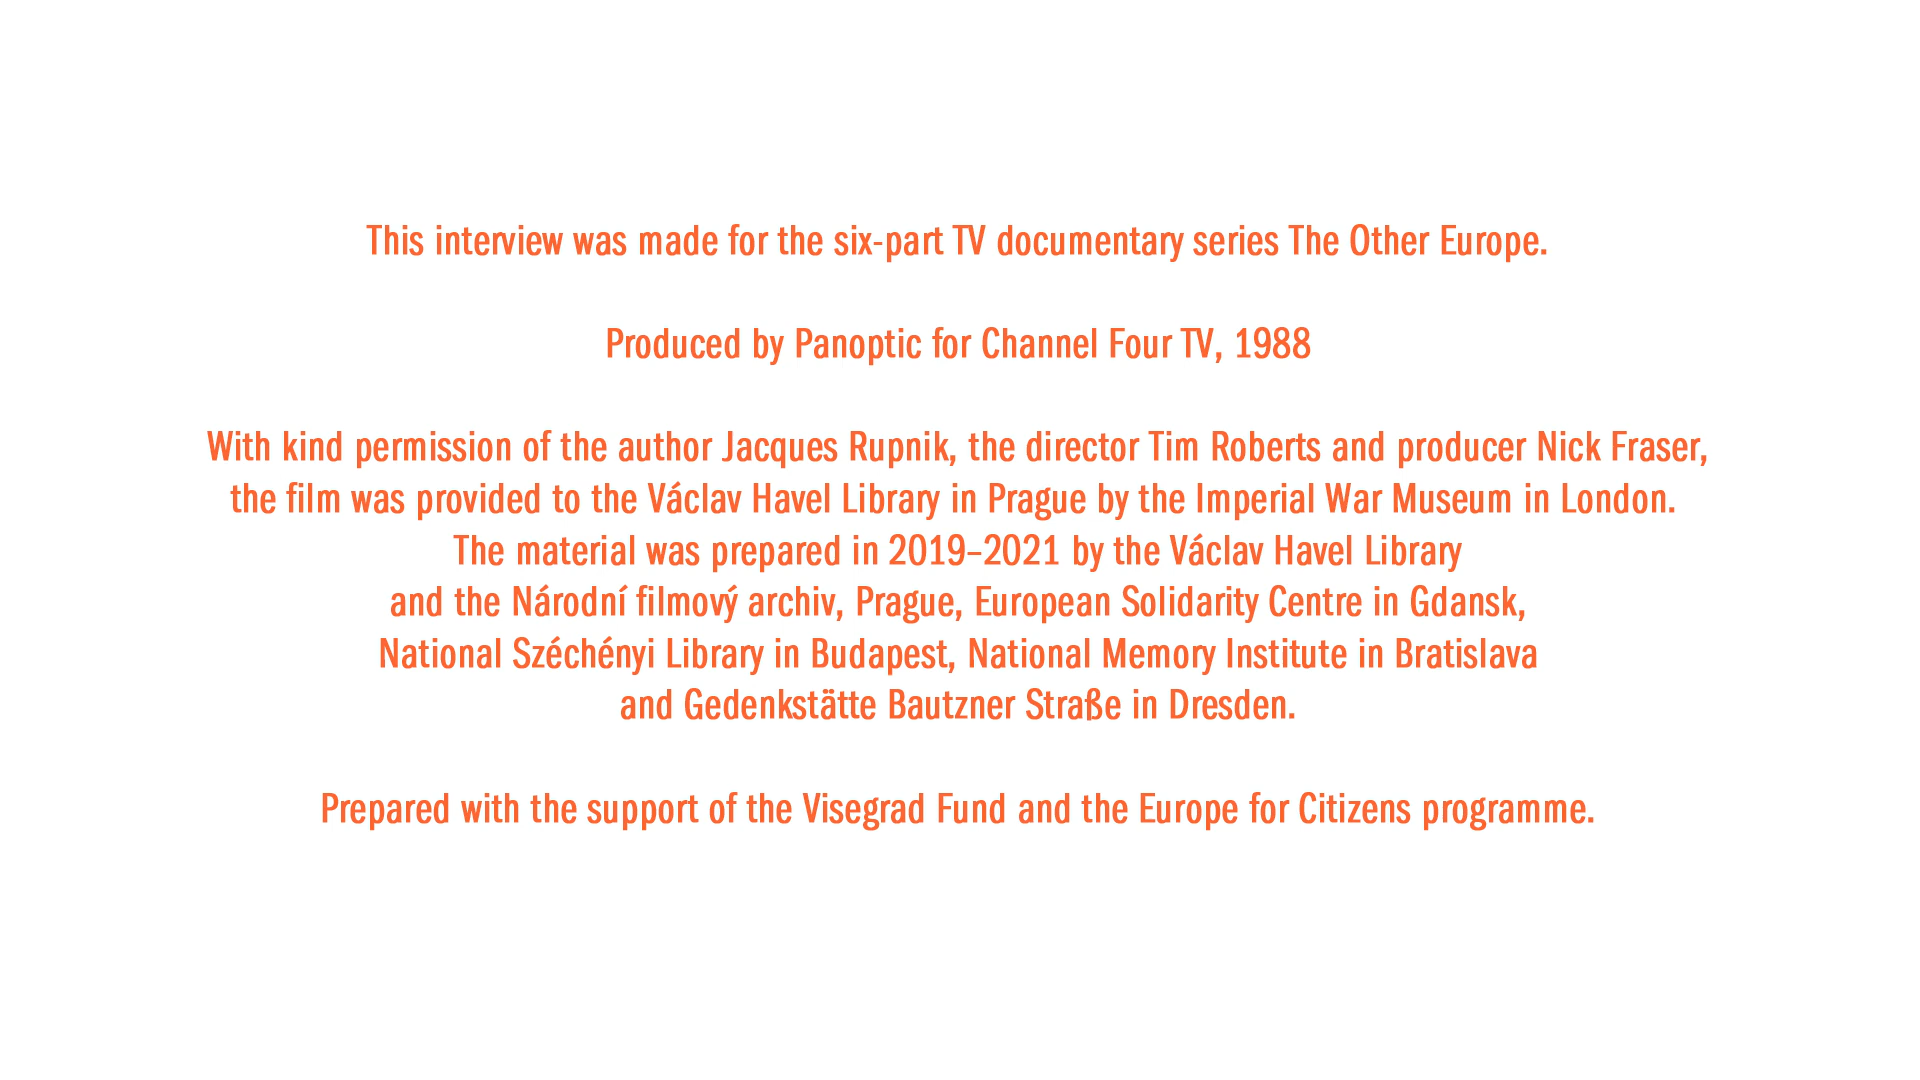 This interview was made for the six-part TV documentary series The Other Europe.
Produced by Panoptic for Channel Four TV, 1988
With kind permission of the author Jacques Rupnik, the director Tim Roberts and producer Nick Fraser,
the film was provided to the Václav Havel Library in Prague by the Imperial War Museum in London.
The material was prepared in 2019–2021 by the Václav Havel Library
and the Národní filmový archiv, Prague, European Solidarity Centre in Gdansk,
National Széchényi Library in Budapest, National Memory Institute in Bratislava
and Gedenkstätte Bautzner Straße in Dresden.
Prepared with the support of the Visegrad Fund and the Europe for Citizens programme.